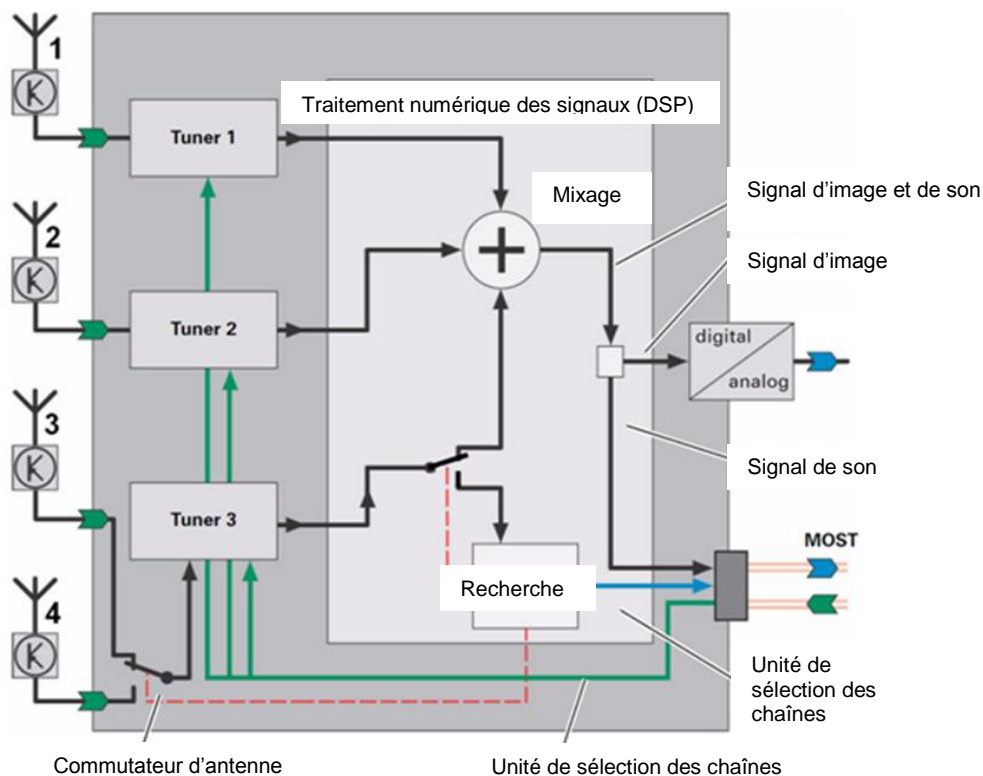 1
Traitement numérique des signaux (DSP)
Tuner 1
Mixage
Signal d'image et de son
2
Signal d'image
Tuner 2
digital
analog
3
Signal de son
Tuner 3
MOST
Recherche
4
Unité de
sélection des
chaînes
Commutateur d'antenne
Unité de sélection des chaînes
K
K
K
K